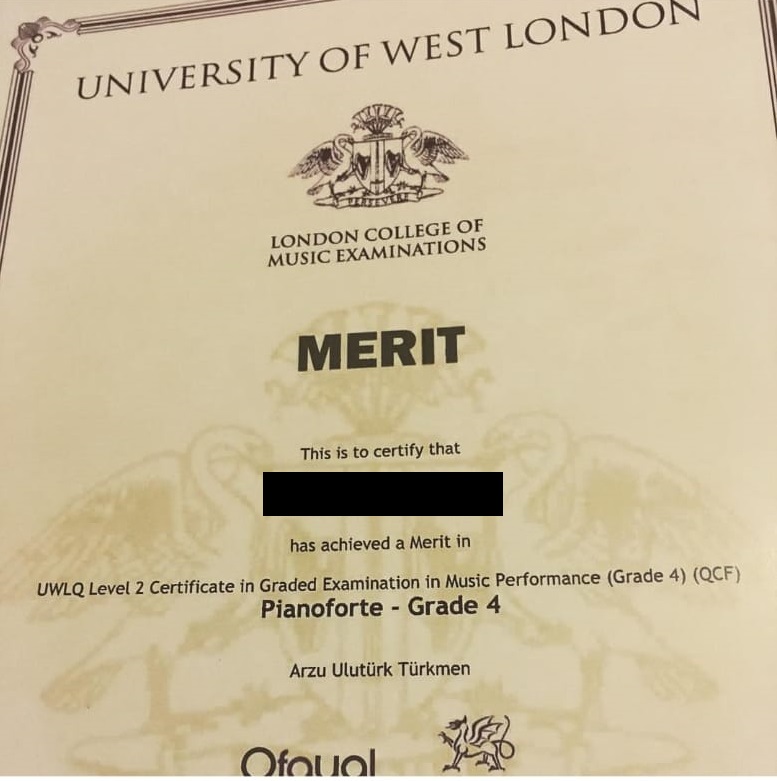 UNIVERSITY OF WEST LONDON
PERSEVERE
LONDON COLLEGE OF
MUSIC EXAMINATIONS
MERIT
This is to certify that
has achieved a Merit in
UWLQ Level 2 Certificate in Graded Examination in Music Performance (Grade 4) (QCF)
Pianoforte - Grade 4
Arzu Ulutürk Türkmen
Ofqual